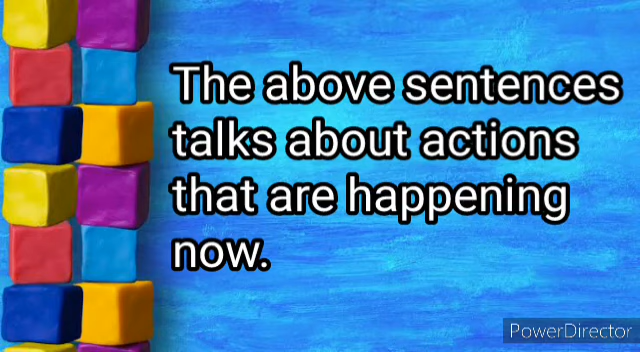 The above sentences
talks about actions
that are happening
now.
PowerDirector